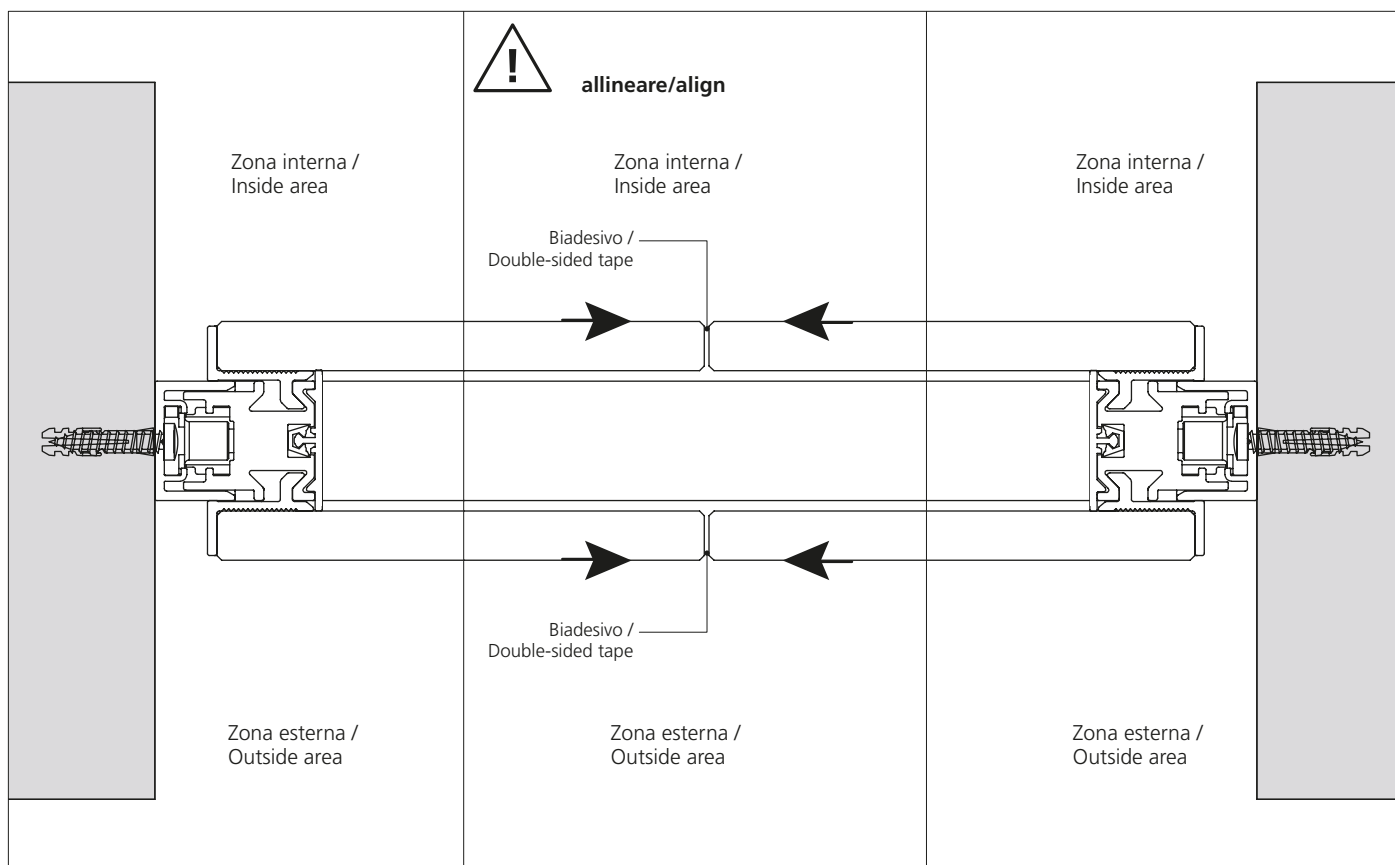 !
allineare/align
Zona interna /
Inside area
Zona interna /
Inside area
Zona interna /
Inside area
Biadesivo /
Double-sided tape
Biadesivo /
Double-sided tape
Zona esterna /
Outside area
Zona esterna /
Outside area
Zona esterna /
Outside area